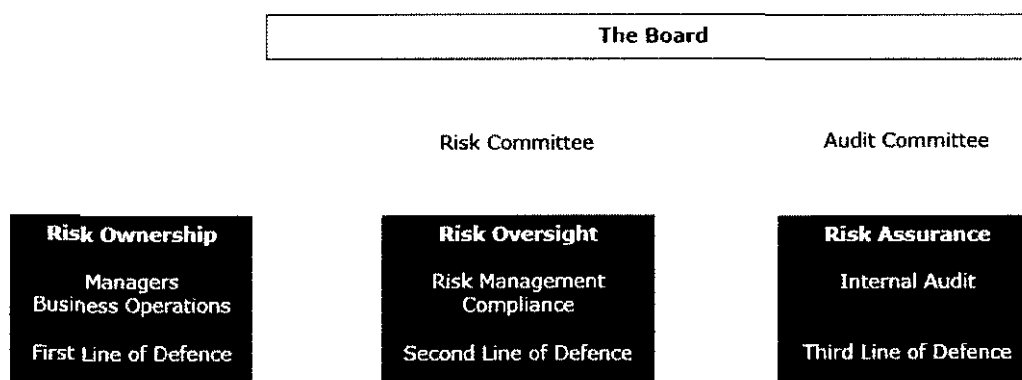 The Board
Risk Committee
Audit Committee
Risk Ownership
Managers
Business Operations
First Line of Defence
Risk Oversight
Risk Management
Compliance
Second Line of Defence
Risk Assurance
Internal Audit
Third Line of Defence